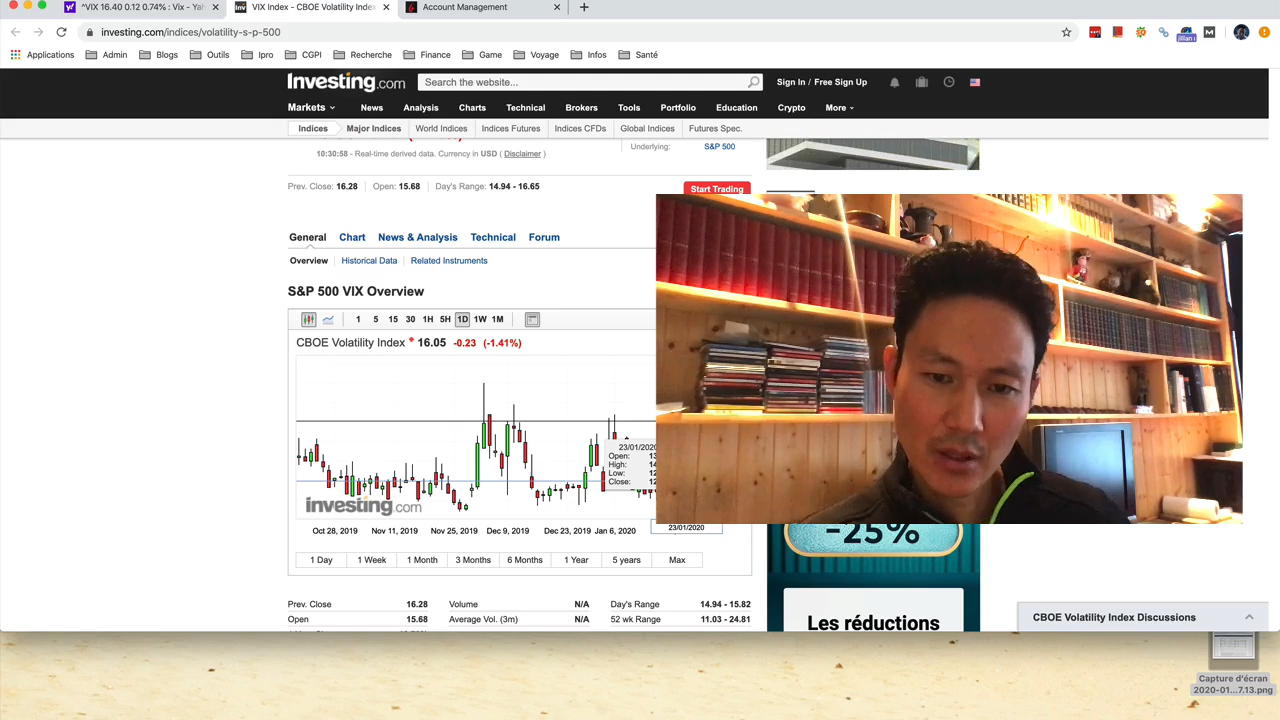 ^VIX 16.40 0.12 0.74% : Vix - Yah
VIX Index - CBOE Volatility Index
Account Management
investing.com/indices/volatility-s-p-500
jillian
Applications Admin Blogs Outils Ipro CGPI Recherche Finance Game Voyage Infos Santé
Investing.com
Search the website...
Sign In / Free Sign Up
Markets News Analysis Charts Technical Brokers Tools Portfolio Education Crypto More
Indices Major Indices World Indices Indices Futures Indices CFDs Global Indices Futures Spec.
Underlying: S&P 500
10:30:58 - Real-time derived data. Currency in USD ( Disclaimer )
Prev. Close: 16.28 Open: 15.68 Day's Range: 14.94 - 16.65
Start Trading
General Chart News & Analysis Technical Forum
Overview Historical Data Related Instruments
S&P 500 VIX Overview
1 5 15 30 1H 5H 1D 1W 1M
CBOE Volatility Index 16.05 -0.23 (-1.41%)
23/01/2020
Open: 13
High: 14
Low: 12
Close: 12
Investing.com
Oct 28, 2019 Nov 11, 2019 Nov 25, 2019 Dec 9, 2019 Dec 23, 2019 Jan 6, 2020 23/01/2020
1 Day 1 Week 1 Month 3 Months 6 Months 1 Year 5 years Max
Prev. Close 16.28 Volume N/A Day's Range 14.94 - 15.82
Open 15.68 Average Vol. (3m) N/A 52 wk Range 11.03 - 24.81
-25%
Les réductions
CBOE Volatility Index Discussions
Capture d'écran
2020-01...7.13.png